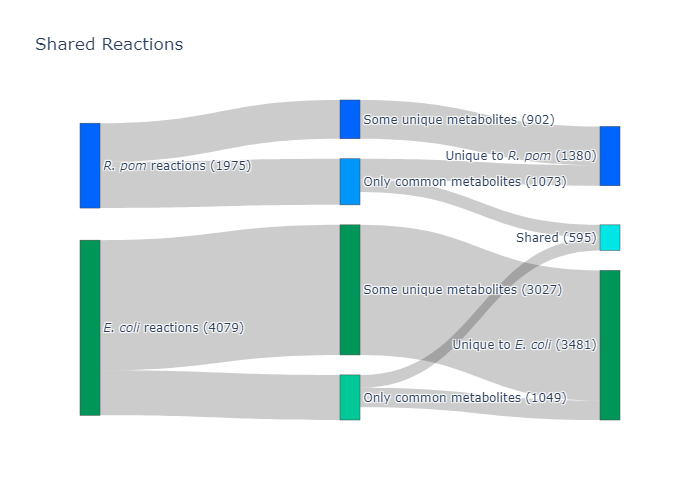 Shared Reactions
Some unique metabolites (902)
Unique to R. pom (1380)
R. pom reactions (1975)
Only common metabolites (1073)
Shared (595)
Some unique metabolites (3027)
E. coli reactions (4079)
Unique to E. coli (3481)
Only common metabolites (1049)